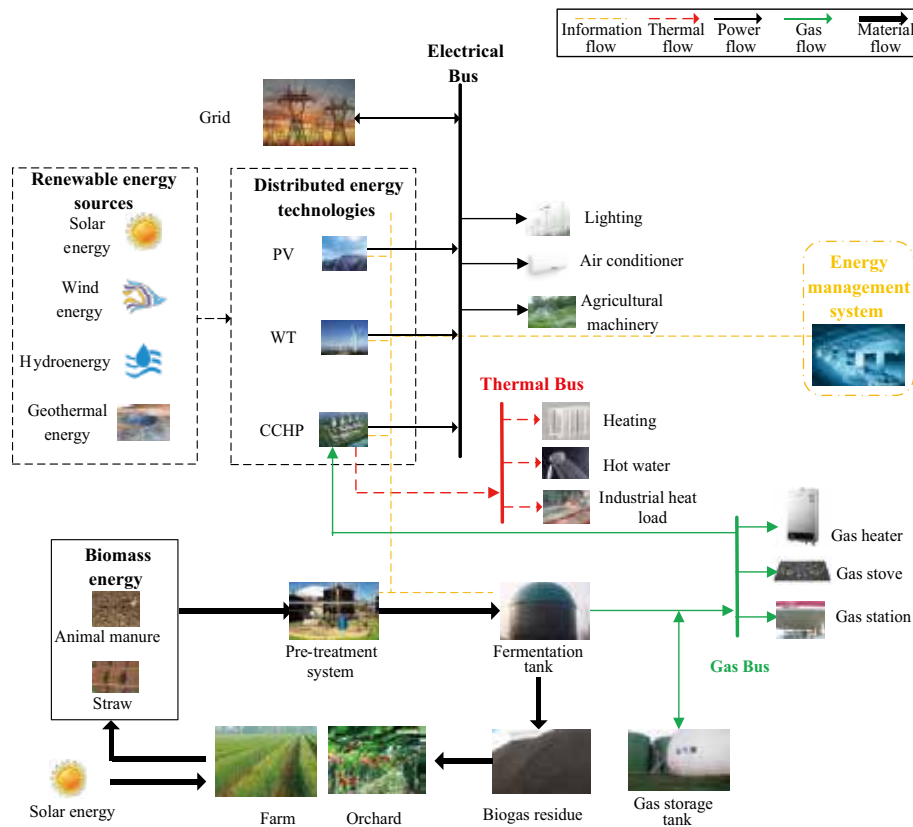 Information
flow
Thermal
flow
Power
flow
Gas
flow
Material
flow
Electrical
Bus
Grid
Renewable energy
sources
Solar
energy
Wind
energy
Hydroenergy
Geothermal
energy
Distributed energy
technologies
PV
WT
CCHP
Lighting
Air conditioner
Agricultural
machinery
Energy
management
system
Thermal Bus
Heating
Hot water
Industrial heat
load
Gas heater
Gas stove
Gas station
Gas Bus
Biomass
energy
Animal manure
Straw
Pre-treatment
system
Fermentation
tank
Solar energy
Farm
Orchard
Biogas residue
Gas storage
tank